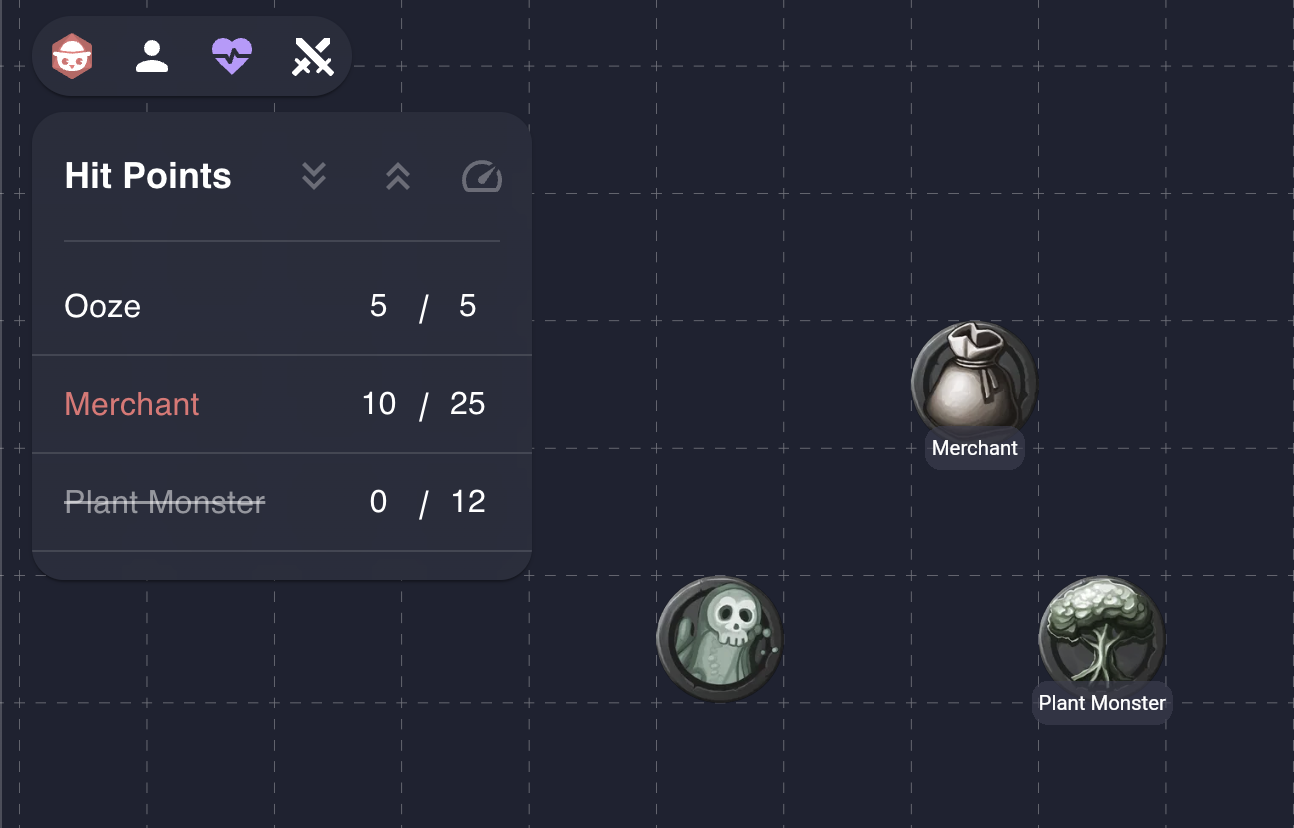 Hit Points
Ooze 5 / 5
Merchant 10 / 25
Plant Monster 0 / 12
Merchant
Plant Monster